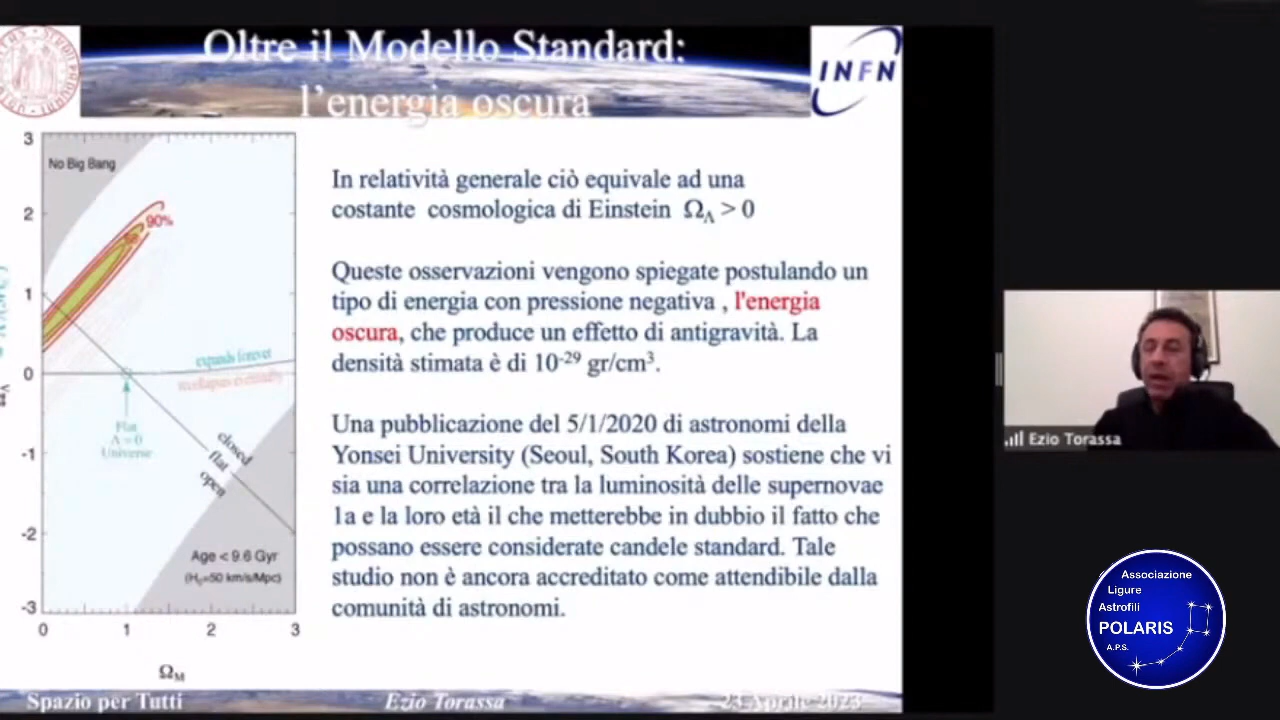 Oltre il Modello Standard:
l'energia oscura
INFN
3
2
1
0
-1
-2
-3
No Big Bang
90%
expands forever
recollapses eventually
Flat
Λ = 0
Universe
closed
flat
open
Age < 9.6 Gyr
(H₀=50 km/s/Mpc)
0
1
2
3
Ω_M
In relatività generale ciò equivale ad una
costante cosmologica di Einstein Ω_Λ > 0
Queste osservazioni vengono spiegate postulando un
tipo di energia con pressione negativa , l'energia
oscura, che produce un effetto di antigravità. La
densità stimata è di 10⁻²⁹ gr/cm³.
Una pubblicazione del 5/1/2020 di astronomi della
Yonsei University (Seoul, South Korea) sostiene che vi
sia una correlazione tra la luminosità delle supernovae
1a e la loro età il che metterebbe in dubbio il fatto che
possano essere considerate candele standard. Tale
studio non è ancora accreditato come attendibile dalla
comunità di astronomi.
Spazio per Tutti
Ezio Torassa
23 Aprile 2023
Ezio Torassa
Associazione
Ligure
Astrofili
POLARIS
A.P.S.